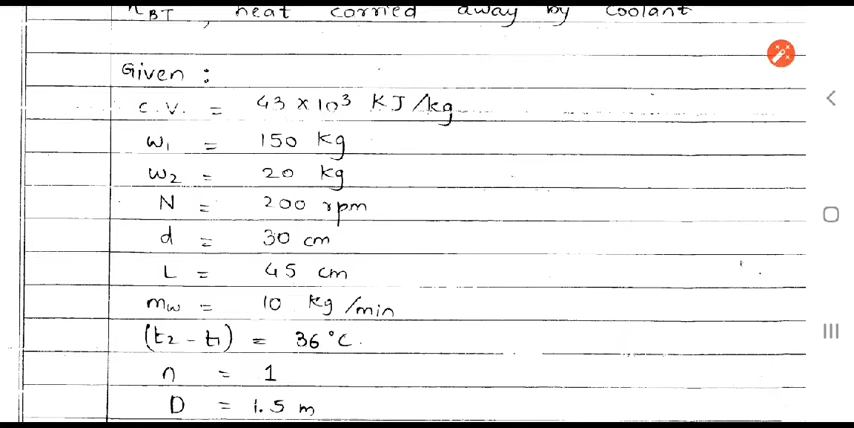 η_BT, heat carried away by coolant
Given :
C.V. = 43 × 10³ KJ/kg
W₁ = 150 kg
W₂ = 20 kg
N = 200 rpm
d = 30 cm
L = 45 cm
mw = 10 kg/min
(t₂ - t₁) = 36°C.
n = 1
D = 1.5 m